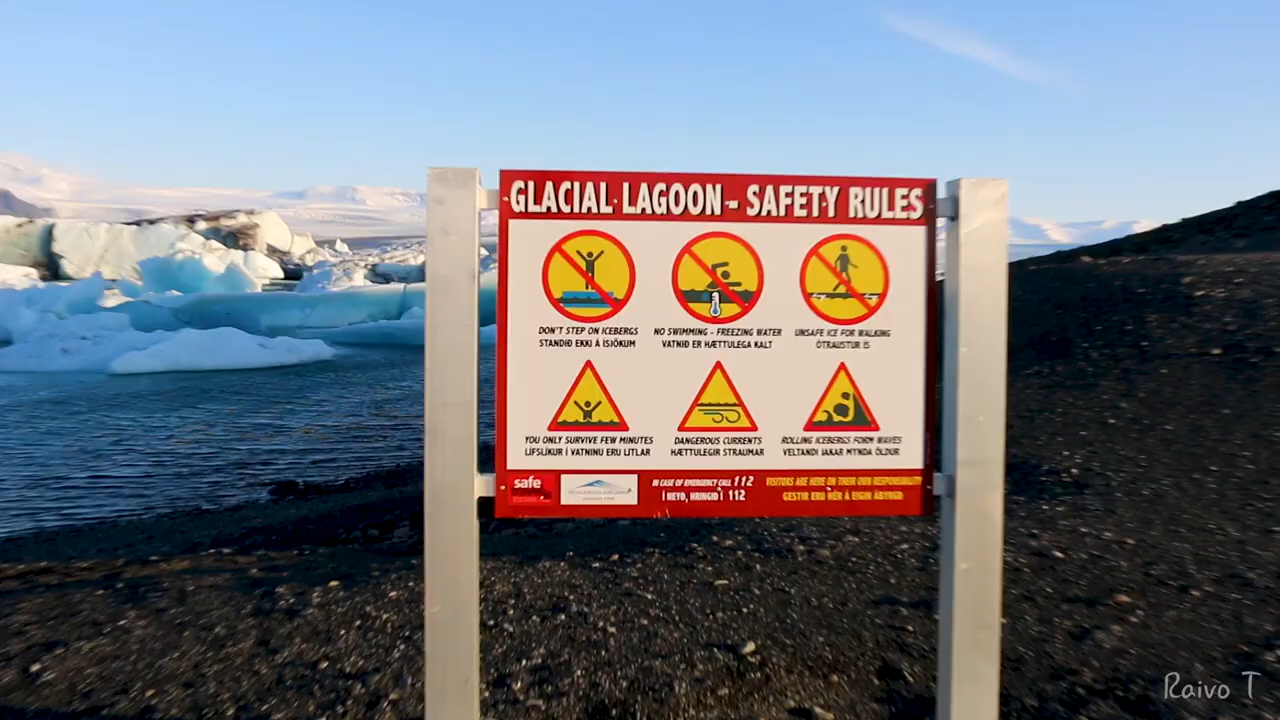 GLACIAL LAGOON - SAFETY RULES
DON'T STEP ON ICEBERGS
STANDIÐ EKKI Á ÍSJÖKUM
NO SWIMMING - FREEZING WATER
VATNIÐ ER HÆTTULEGA KALT
UNSAFE ICE FOR WALKING
ÓTRAUSTUR ÍS
YOU ONLY SURVIVE FEW MINUTES
LÍFSLÍKUR Í VATNINU ERU LITLAR
DANGEROUS CURRENTS
HÆTTULEGIR STRAUMAR
ROLLING ICEBERGS FORM WAVES
VELTANDI JAKAR MYNDA ÖLDUR
safe
IN CASE OF EMERGENCY CALL 112
Í NEYÐ, HRINGIÐ Í 112
VISITORS ARE HERE ON THEIR OWN RESPONSIBILITY
GESTIR ERU HÉR Á EIGIN ÁBYRGÐ
Raivo T